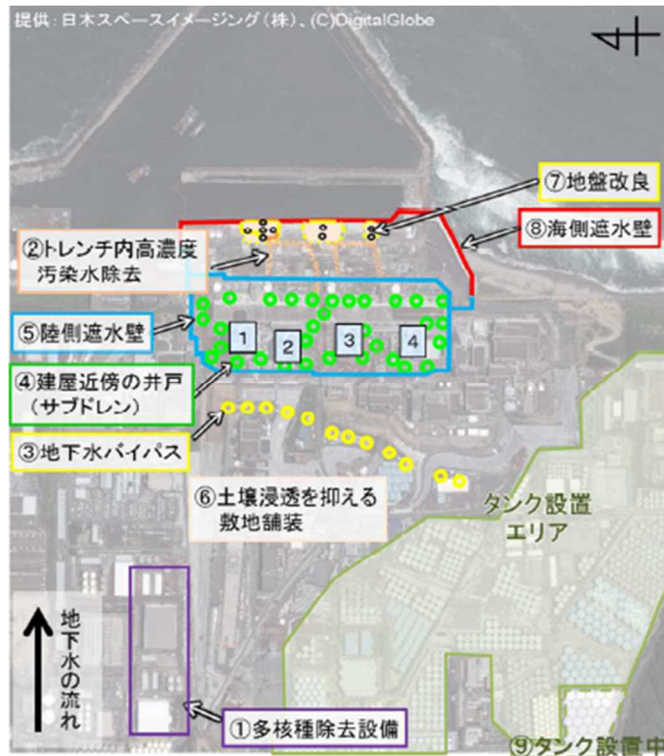 提供：日本スペースイメージング（株）、(C)DigitalGlobe
⑦地盤改良
⑧海側遮水壁
②トレンチ内高濃度
汚染水除去
⑤陸側遮水壁
1
2
3
4
④建屋近傍の井戸
（サブドレン）
③地下水バイパス
⑥土壌浸透を抑える
敷地舗装
タンク設置
エリア
地下水の流れ
①多核種除去設備
⑨タンク設置中